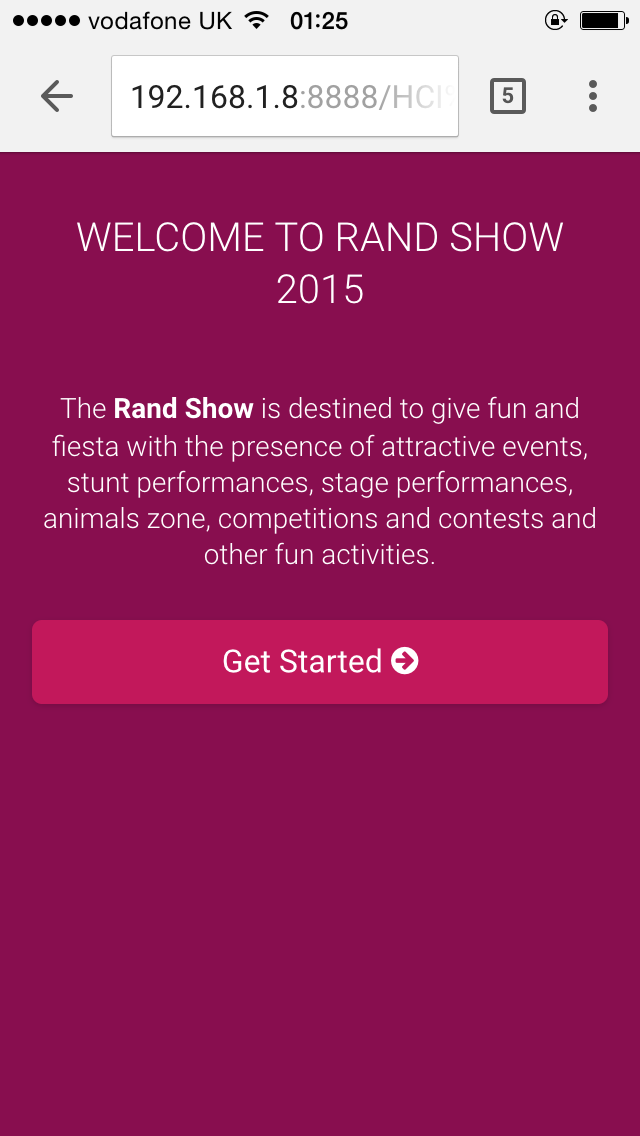 vodafone UK 01:25
192.168.1.8:8888/HCI
5
WELCOME TO RAND SHOW
2015
The Rand Show is destined to give fun and
fiesta with the presence of attractive events,
stunt performances, stage performances,
animals zone, competitions and contests and
other fun activities.
Get Started